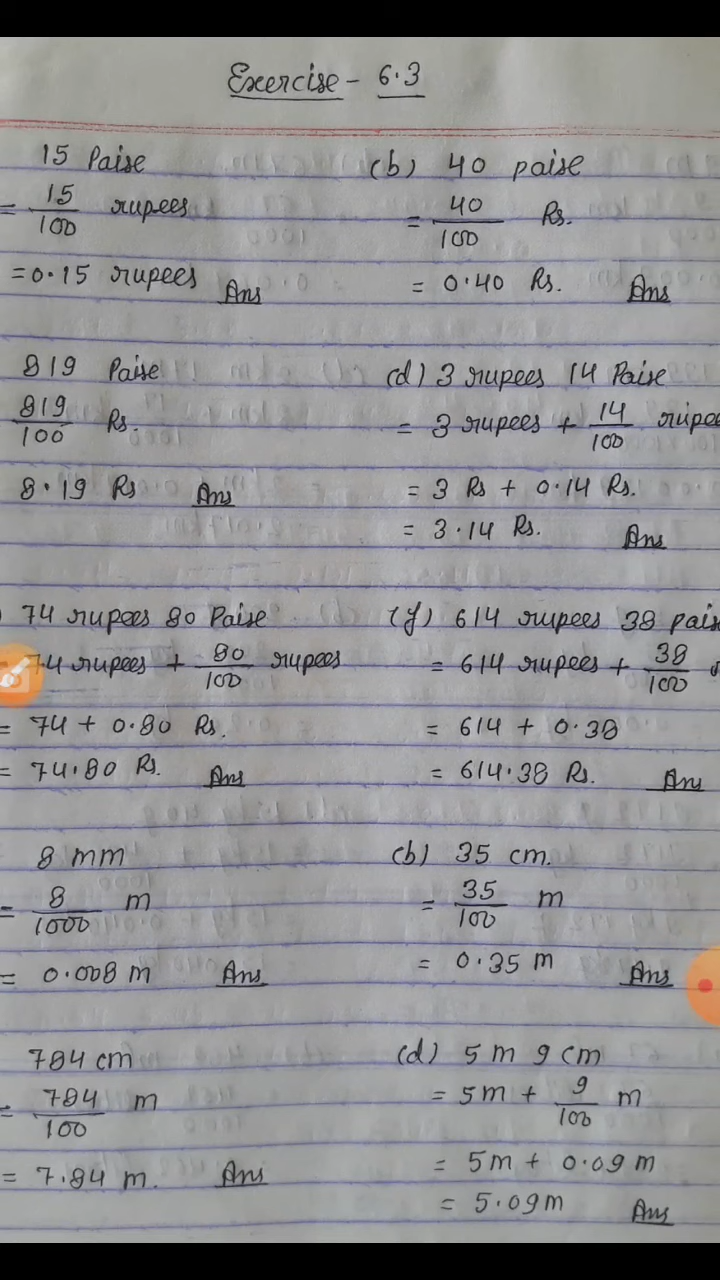 Exercise - 6.3
15 Paise
= 15/100 rupees
= 0.15 rupees Ans
(b) 40 paise
= 40/100 Rs.
= 0.40 Rs. Ans
819 Paise
819/100 Rs.
8.19 Rs Ans
(d) 3 rupees 14 Paise
= 3 rupees + 14/100 rupee
= 3 Rs + 0.14 Rs.
= 3.14 Rs. Ans
) 74 rupees 80 Paise
74 rupees + 80/100 rupees
= 74 + 0.80 Rs.
= 74.80 Rs. Ans
(f) 614 rupees 38 pais
= 614 rupees + 38/100
= 614 + 0.38
= 614.38 Rs. Ans
8 mm
= 8/1000 m
= 0.008 m Ans
(b) 35 cm.
= 35/100 m
= 0.35 m Ans
784 cm
= 784/100 m
= 7.84 m. Ans
(d) 5 m 9 cm
= 5m + 9/100 m
= 5m + 0.09 m
= 5.09 m Ans